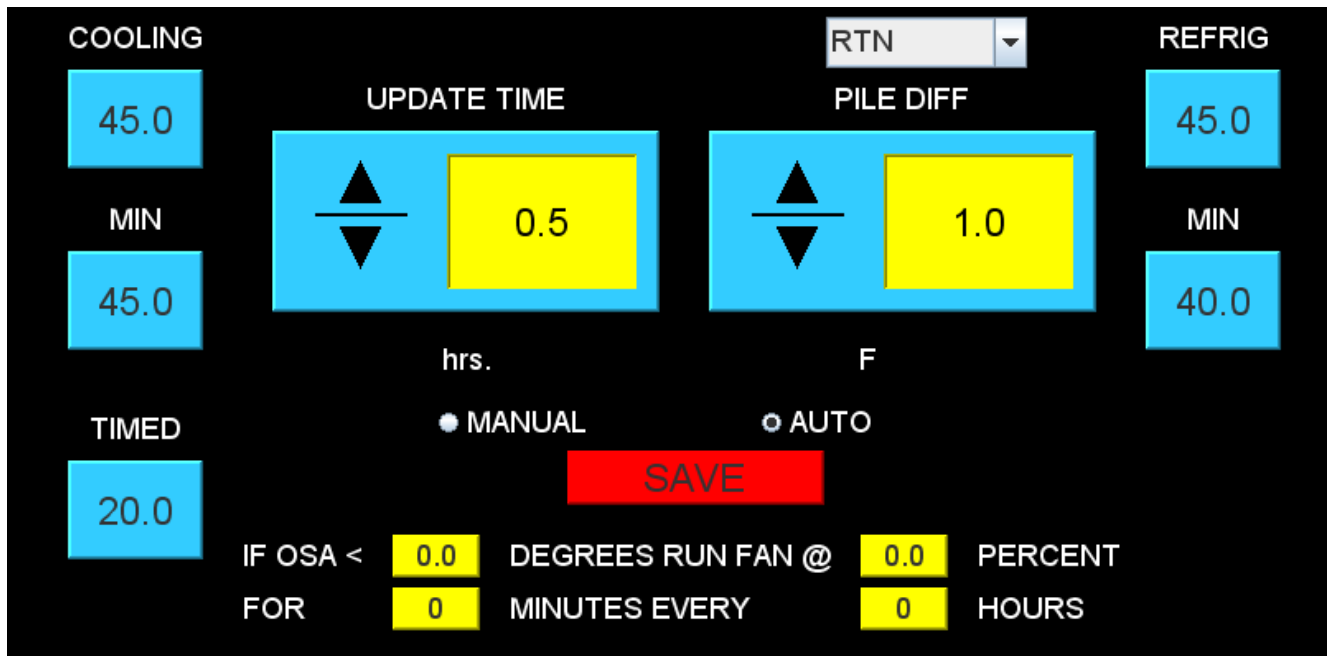 COOLING RTN REFRIG
45.0 UPDATE TIME PILE DIFF 45.0
MIN 0.5 1.0 MIN
45.0 40.0
hrs. F
TIMED MANUAL AUTO
SAVE
20.0
IF OSA < 0.0 DEGREES RUN FAN @ 0.0 PERCENT
FOR 0 MINUTES EVERY 0 HOURS